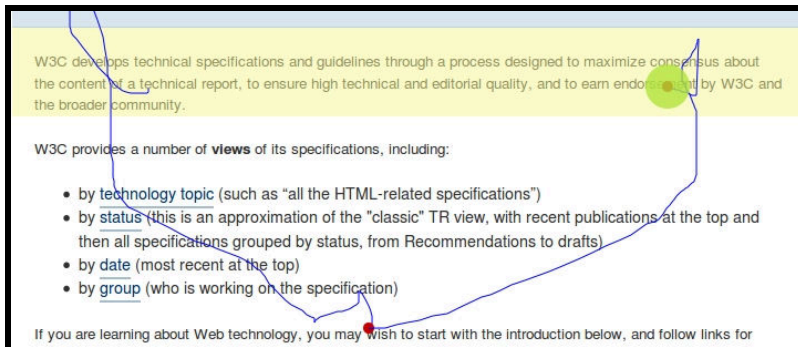 W3C develops technical specifications and guidelines through a process designed to maximize consensus about
the content of a technical report, to ensure high technical and editorial quality, and to earn endorsement by W3C and
the broader community.
W3C provides a number of views of its specifications, including:
• by technology topic (such as “all the HTML-related specifications”)
• by status (this is an approximation of the "classic" TR view, with recent publications at the top and
then all specifications grouped by status, from Recommendations to drafts)
• by date (most recent at the top)
• by group (who is working on the specification)
If you are learning about Web technology, you may wish to start with the introduction below, and follow links for